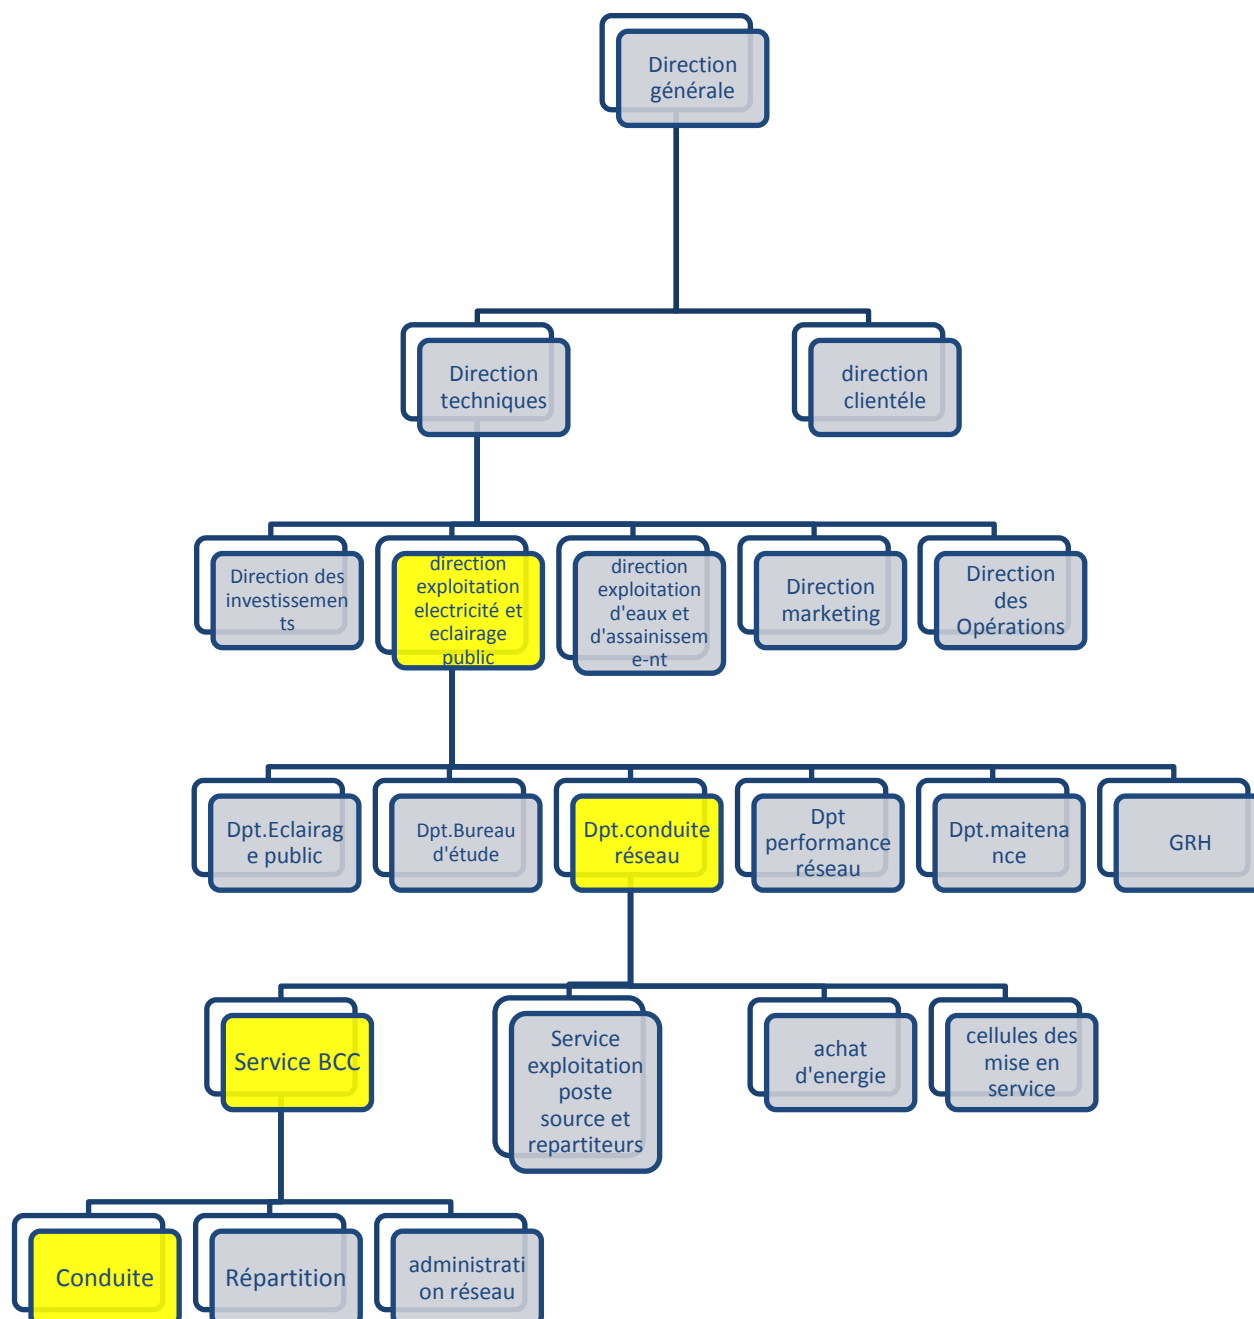 Direction
générale
Direction
techniques
direction
clientéle
Direction des
investissemen
ts
direction
exploitation
electricité et
eclairage
public
direction
exploitation
d'eaux et
d'assainissem
e-nt
Direction
marketing
Direction
des
Opérations
Dpt.Eclairag
e public
Dpt.Bureau
d'étude
Dpt.conduite
réseau
Dpt
performance
réseau
Dpt.maitena
nce
GRH
Service BCC
Service
exploitation
poste
source et
repartiteurs
achat
d'energie
cellules des
mise en
service
Conduite
Répartition
administrati
on réseau